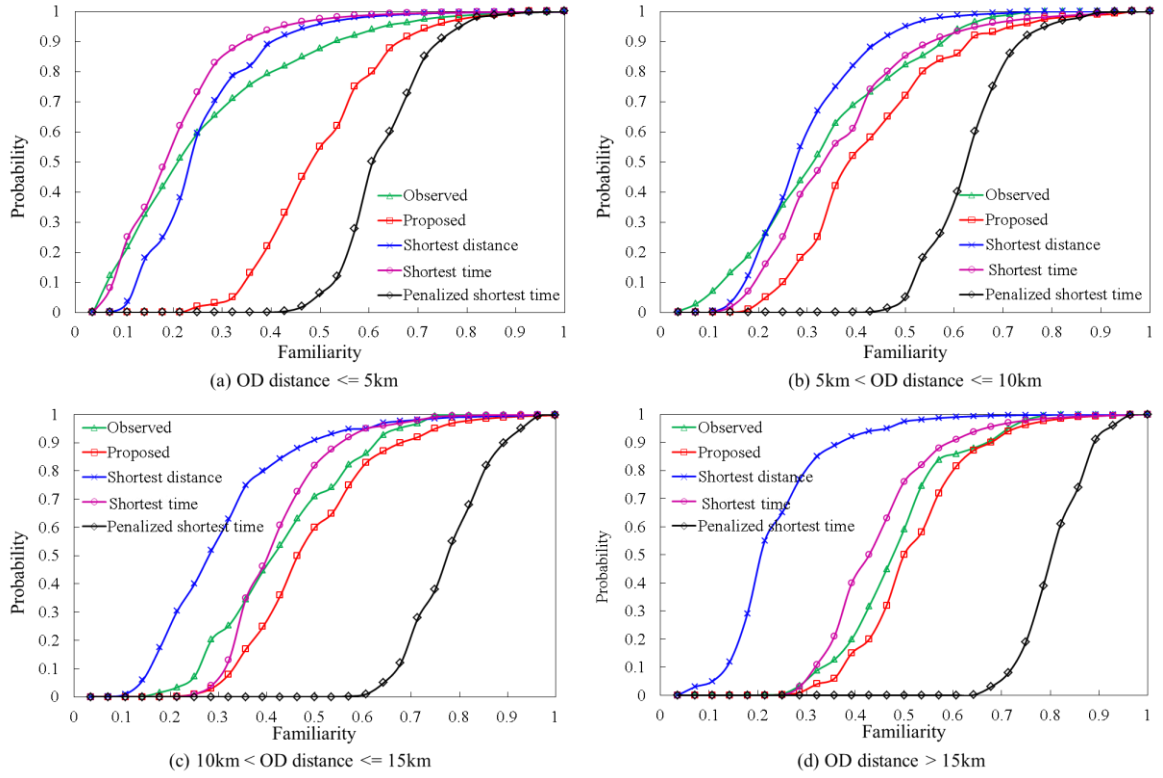 1
0.9
0.8
0.7
0.6
0.5
0.4
0.3
0.2
0.1
0
Probability
Observed
Proposed
Shortest distance
Shortest time
Penalized shortest time
0 0.1 0.2 0.3 0.4 0.5 0.6 0.7 0.8 0.9 1
Familiarity
(a) OD distance <= 5km
1
0.9
0.8
0.7
0.6
0.5
0.4
0.3
0.2
0.1
0
Probability
Observed
Proposed
Shortest distance
Shortest time
Penalized shortest time
0 0.1 0.2 0.3 0.4 0.5 0.6 0.7 0.8 0.9 1
Familiarity
(b) 5km < OD distance <= 10km
1
0.9
0.8
0.7
0.6
0.5
0.4
0.3
0.2
0.1
0
Probability
Observed
Proposed
Shortest distance
Shortest time
Penalized shortest time
0 0.1 0.2 0.3 0.4 0.5 0.6 0.7 0.8 0.9 1
Familiarity
(c) 10km < OD distance <= 15km
1
0.9
0.8
0.7
0.6
0.5
0.4
0.3
0.2
0.1
0
Probability
Observed
Proposed
Shortest distance
Shortest time
Penalized shortest time
0 0.1 0.2 0.3 0.4 0.5 0.6 0.7 0.8 0.9 1
Familiarity
(d) OD distance > 15km